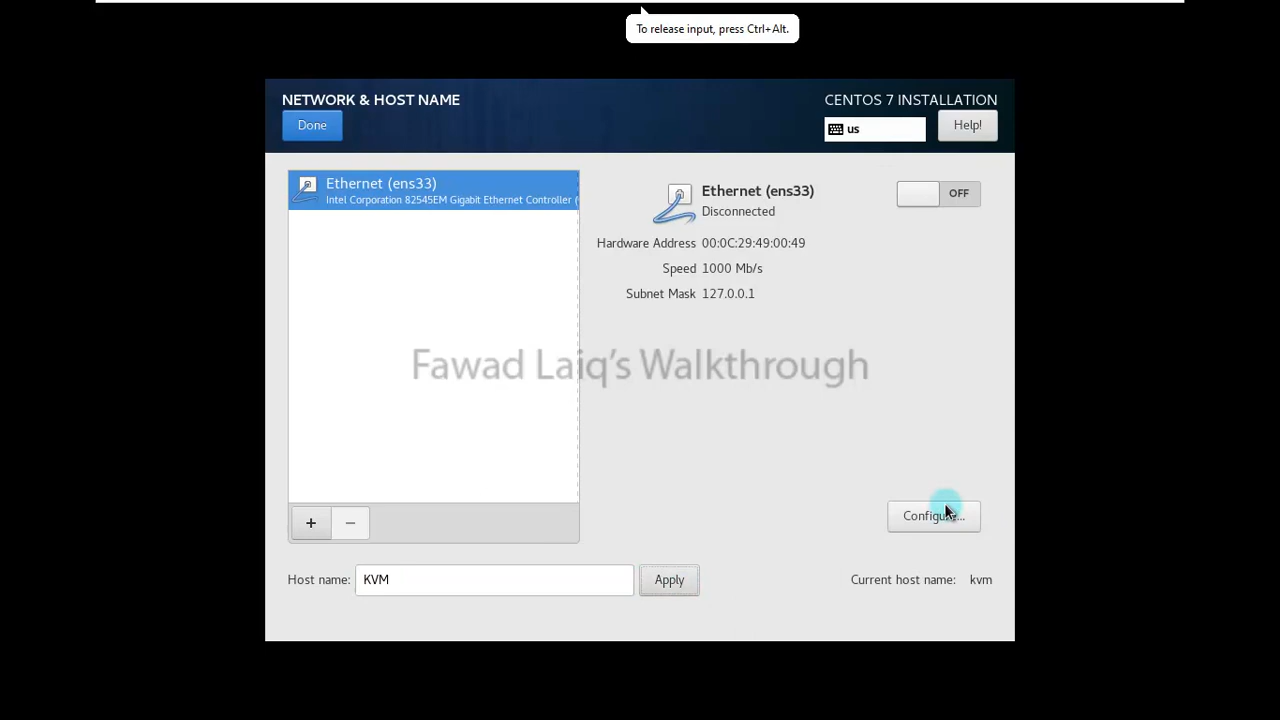 To release input, press Ctrl+Alt.
NETWORK & HOST NAME
CENTOS 7 INSTALLATION
Done
us
Help!
Ethernet (ens33)
Intel Corporation 82545EM Gigabit Ethernet Controller (
Ethernet (ens33)
Disconnected
OFF
Hardware Address 00:0C:29:49:00:49
Speed 1000 Mb/s
Subnet Mask 127.0.0.1
Fawad Laiq's Walkthrough
Configure...
+
−
Host name: KVM
Apply
Current host name: kvm